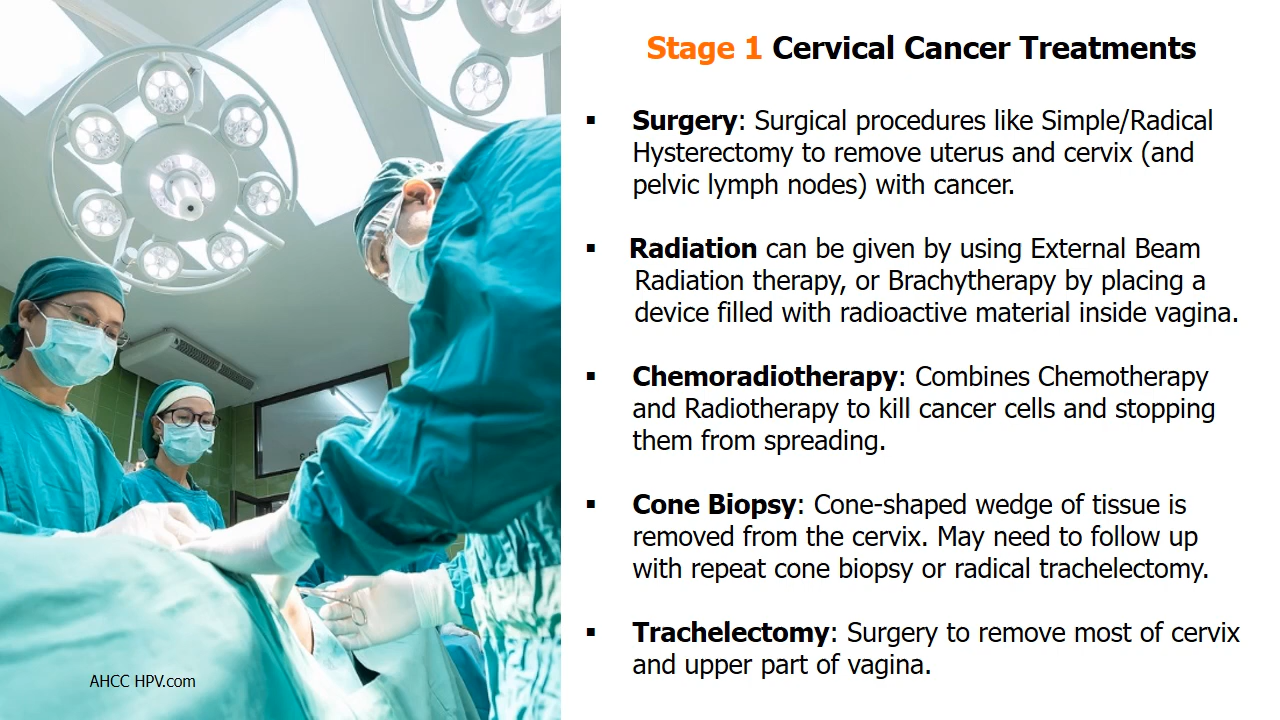 Stage 1 Cervical Cancer Treatments
▪ Surgery: Surgical procedures like Simple/Radical
Hysterectomy to remove uterus and cervix (and
pelvic lymph nodes) with cancer.
▪ Radiation can be given by using External Beam
Radiation therapy, or Brachytherapy by placing a
device filled with radioactive material inside vagina.
▪ Chemoradiotherapy: Combines Chemotherapy
and Radiotherapy to kill cancer cells and stopping
them from spreading.
▪ Cone Biopsy: Cone-shaped wedge of tissue is
removed from the cervix. May need to follow up
with repeat cone biopsy or radical trachelectomy.
▪ Trachelectomy: Surgery to remove most of cervix
and upper part of vagina.
AHCC HPV.com